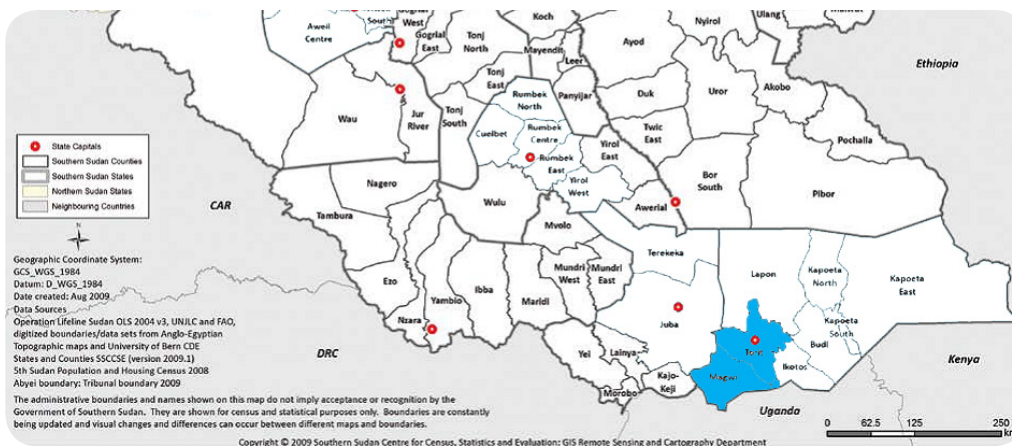 Aweil
Centre
South
Gogrial
West
Gogrial
East
Tonj
North
Koch
Mayendit
Leer
Ayod
Nyirol
Ulang
Ethiopia
Tonj
East
Rumbek
North
Panyijar
Duk
Uror
Akobo
Wau
Jur
River
Tonj
South
Cueibet
Rumbek
Centre
Rumbek
East
Yirol
East
Twic
East
Pochalla
State Capitals
Southern Sudan Counties
Southern Sudan States
Northern Sudan States
Neighbouring Countries
Nagero
Yirol
West
Bor
South
Pibor
CAR
Tambura
Wulu
Awerial
Mvolo
N
Terekeka
Geographic Coordinate System:
GCS_WGS_1984
Datum: D_WGS_1984
Date created: Aug 2009
Data Sources
Operation Lifeline Sudan OLS 2004 v3, UNJLC and FAO,
digitized boundaries/data sets from Anglo-Egyptian
Topographic maps and University of Bern CDE
States and Counties SSCCSE (version 2009.1)
5th Sudan Population and Housing Census 2008
Abyei boundary: Tribunal boundary 2009
The administrative boundaries and names shown on this map do not imply acceptance or recognition by the
Government of Southern Sudan. They are shown for census and statistical purposes only. Boundaries are constantly
being updated and visual changes and differences can occur between different maps and boundaries.
Ezo
Yambio
Nzara
Ibba
Maridi
Mundri
West
Mundri
East
Lapon
Kapoeta
North
Kapoeta
East
Juba
Kapoeta
South
Budi
Torit
Ikotos
Magwi
Yei
Lainya
Kajo-
Keji
Morobo
DRC
Kenya
Uganda
0 62.5 125 250
Copyright © 2009 Southern Sudan Centre for Census, Statistics and Evaluation: GIS Remote Sensing and Cartography Department